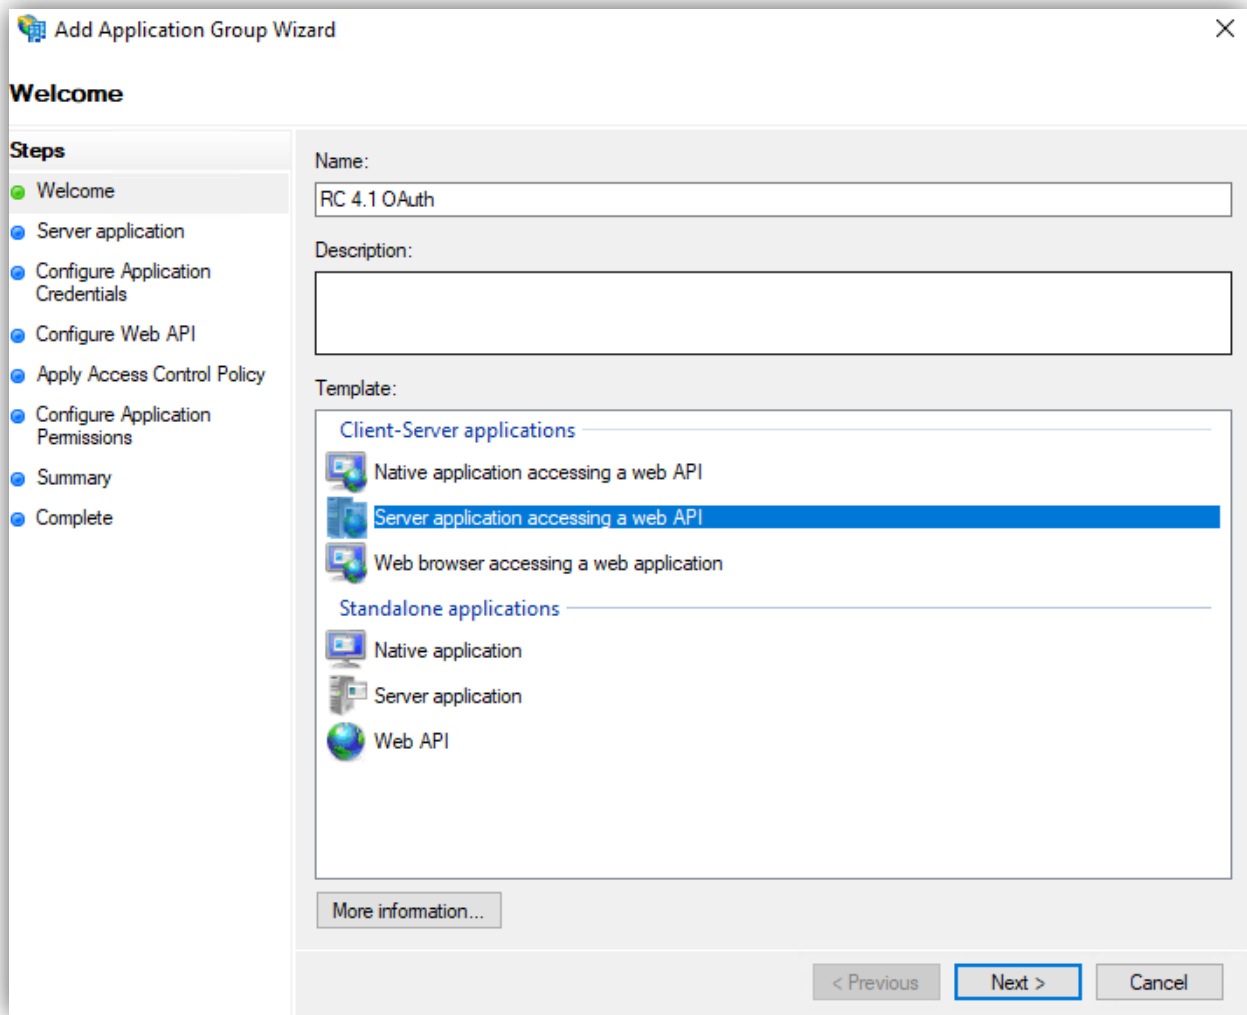 Add Application Group Wizard
Welcome
Steps
Welcome
Server application
Configure Application
Credentials
Configure Web API
Apply Access Control Policy
Configure Application
Permissions
Summary
Complete
Name:
RC 4.1 OAuth
Description:
Template:
Client-Server applications
Native application accessing a web API
Server application accessing a web API
Web browser accessing a web application
Standalone applications
Native application
Server application
Web API
More information...
< Previous
Next >
Cancel